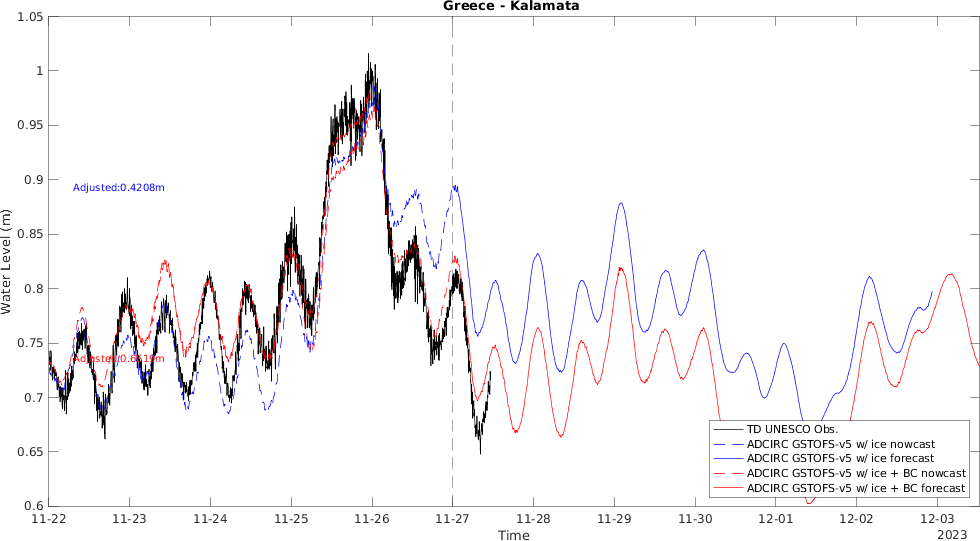 Greece - Kalamata
1.05
1
0.95
0.9
0.85
0.8
0.75
0.7
0.65
0.6
Water Level (m)
Adjusted:0.4208m
11-22
11-23
11-24
11-25
11-26
11-27
11-28
11-29
11-30
12-01
12-02
12-03
Time
2023
TD UNESCO Obs.
ADCIRC GSTOFS-v5 w/ ice nowcast
ADCIRC GSTOFS-v5 w/ ice forecast
ADCIRC GSTOFS-v5 w/ ice + BC nowcast
ADCIRC GSTOFS-v5 w/ ice + BC forecast